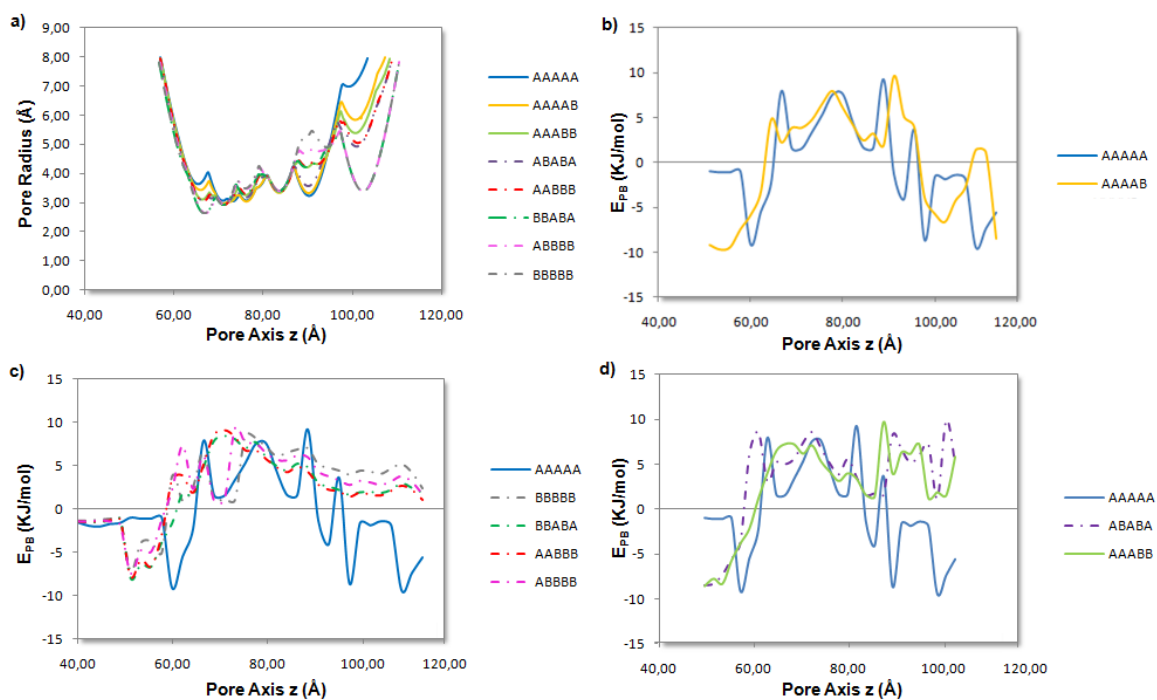 a)
9,00
8,00
7,00
6,00
5,00
4,00
3,00
2,00
1,00
0,00
Pore Radius (Å)
40,00 60,00 80,00 100,00 120,00
Pore Axis z (Å)
AAAAA
AAAAB
AAABB
ABABA
AABBB
BBABA
ABBBB
BBBBB
b)
15
10
5
0
-5
-10
-15
E_PB (KJ/mol)
40,00 60,00 80,00 100,00 120,00
Pore Axis z (Å)
AAAAA
AAAAB
c)
15
10
5
0
-5
-10
-15
E_PB (KJ/mol)
40,00 60,00 80,00 100,00 120,00
Pore Axis z (Å)
AAAAA
BBBBB
BBABA
AABBB
ABBBB
d)
15
10
5
0
-5
-10
-15
E_PB (KJ/mol)
40,00 60,00 80,00 100,00 120,00
Pore Axis z (Å)
AAAAA
ABABA
AAABB